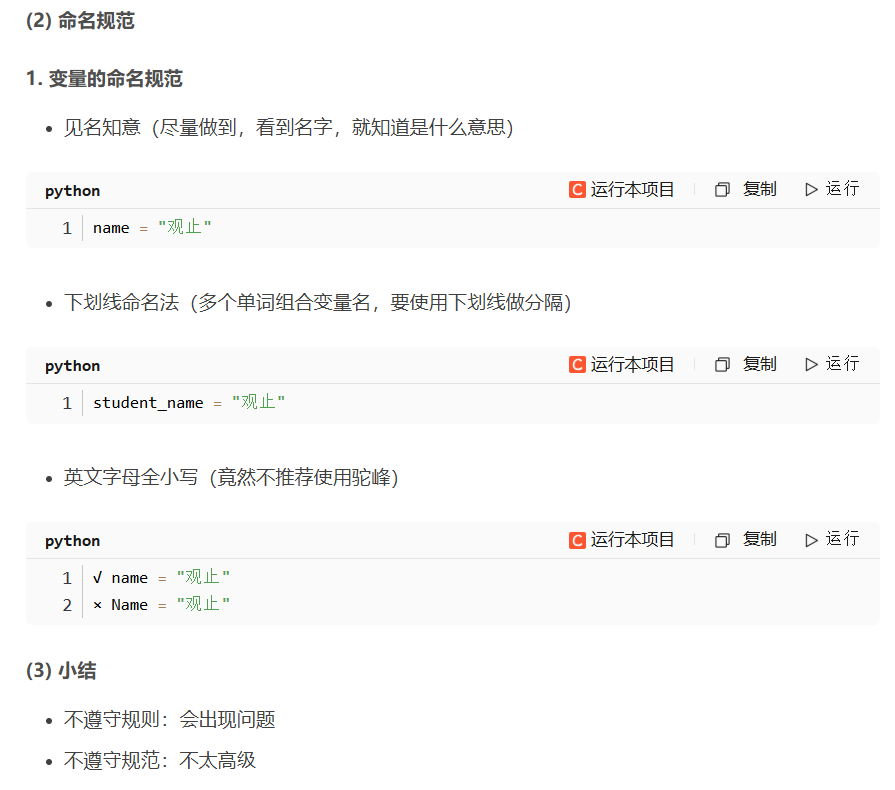 (2) 命名规范
1. 变量的命名规范
• 见名知意（尽量做到，看到名字，就知道是什么意思）
python C 运行本项目 复制 运行
1 name = "观止"
• 下划线命名法（多个单词组合变量名，要使用下划线做分隔）
python C 运行本项目 复制 运行
1 student_name = "观止"
• 英文字母全小写（竟然不推荐使用驼峰）
python C 运行本项目 复制 运行
1 √ name = "观止"
2 × Name = "观止"
(3) 小结
• 不遵守规则：会出现问题
• 不遵守规范：不太高级